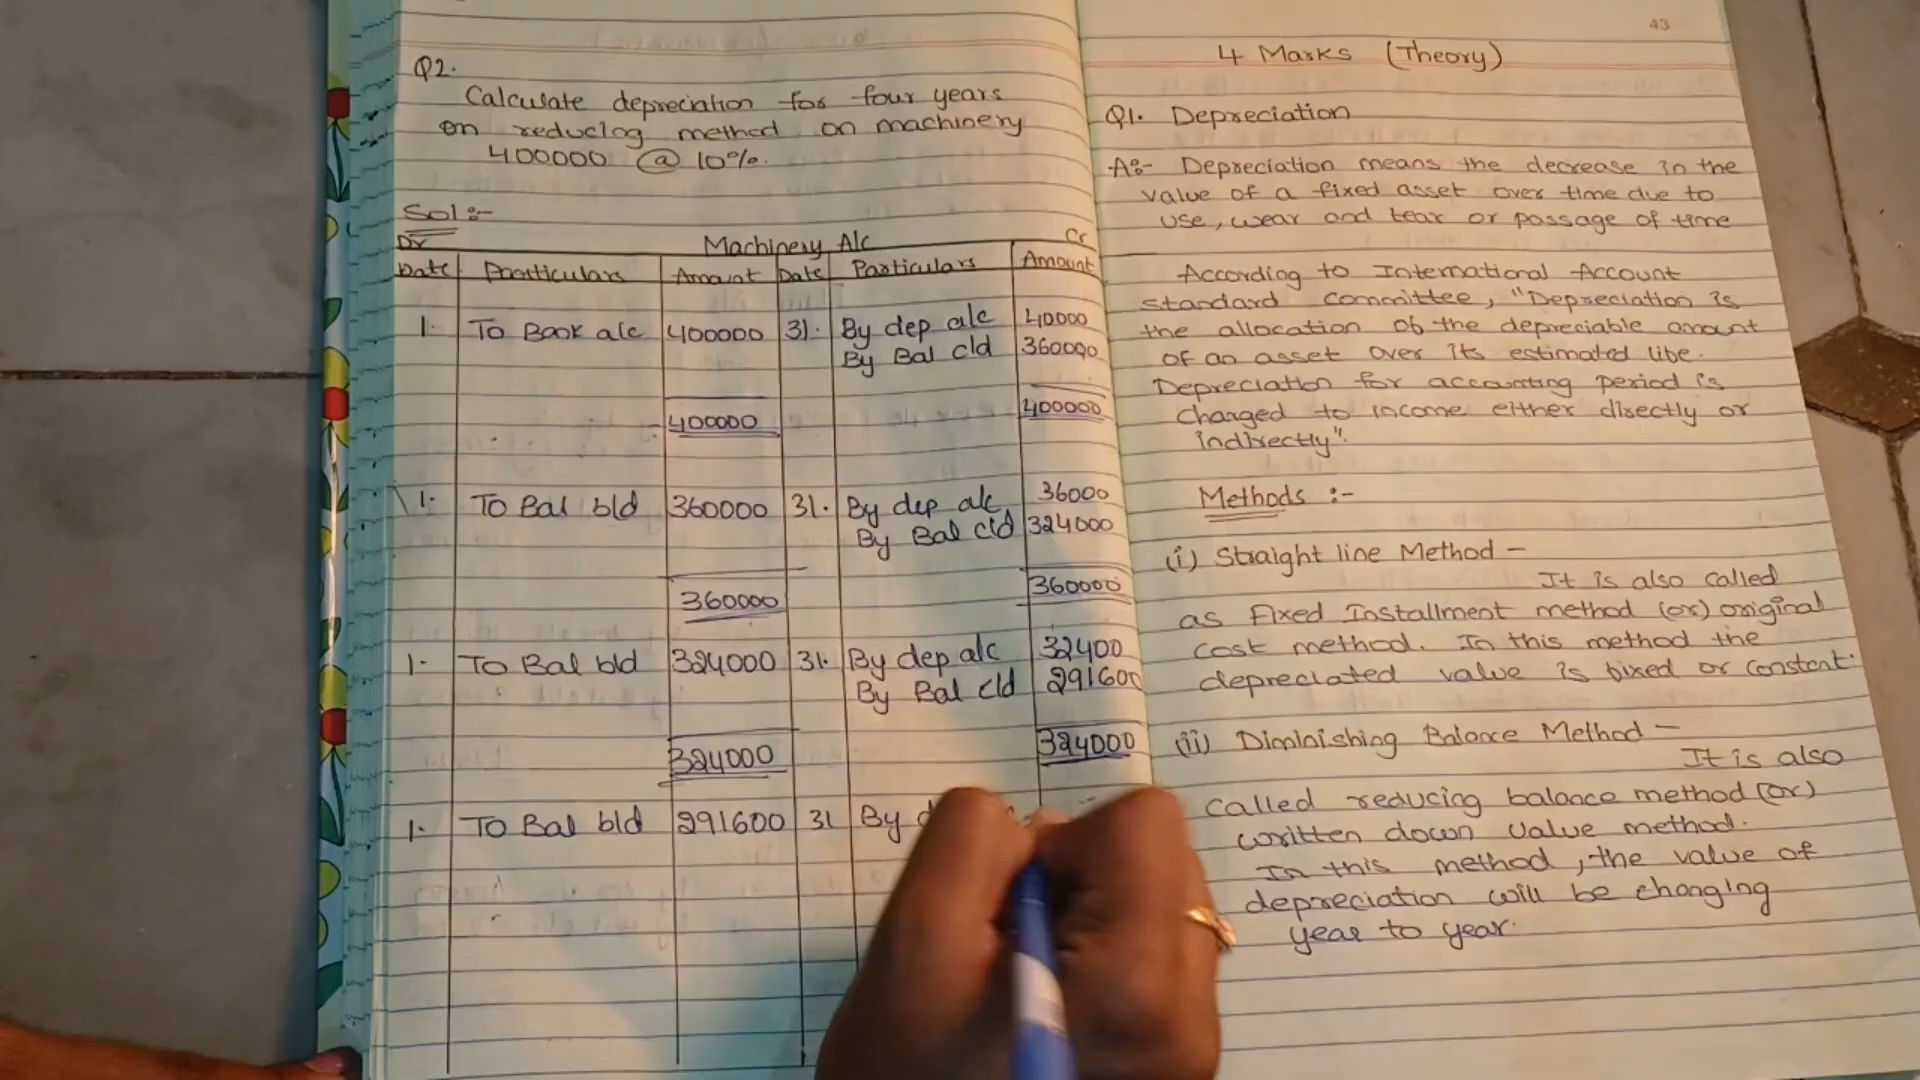 Q2.
Calculate depreciation for four years
on reducing method on machinery
400000 @ 10%.
Sol:-
Dr Machinery A/c Cr
Date Particulars Amount Date Particulars Amount
1. To Bank a/c 400000 31. By dep a/c 40000
By Bal c/d 360000
400000 400000
1. To Bal b/d 360000 31. By dep a/c 36000
By Bal c/d 324000
360000 360000
1. To Bal b/d 324000 31. By dep a/c 32400
By Bal c/d 291600
324000 324000
1. To Bal b/d 291600 31 By
43
4 Marks (Theory)
Q1. Depreciation
A:- Depreciation means the decrease in the
value of a fixed asset over time due to
use, wear and tear or passage of time
According to International Account
standard committee, "Depreciation is
the allocation of the depreciable amount
of an asset over its estimated life.
Depreciation for accounting period is
charged to income either directly or
indirectly".
Methods :-
(i) Straight line Method -
It is also called
as Fixed Installment method (or) original
cost method. In this method the
depreciated value is fixed or constant.
(ii) Diminishing Balance Method -
It is also
called reducing balance method (or)
written down value method.
In this method, the value of
depreciation will be changing
year to year.